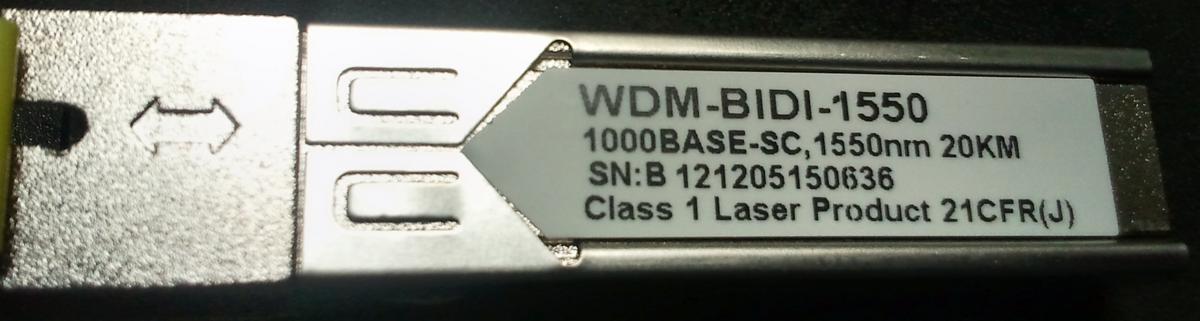 WDM-BIDI-1550
1000BASE-SC,1550nm 20KM
SN:B 121205150636
Class 1 Laser Product 21CFR(J)